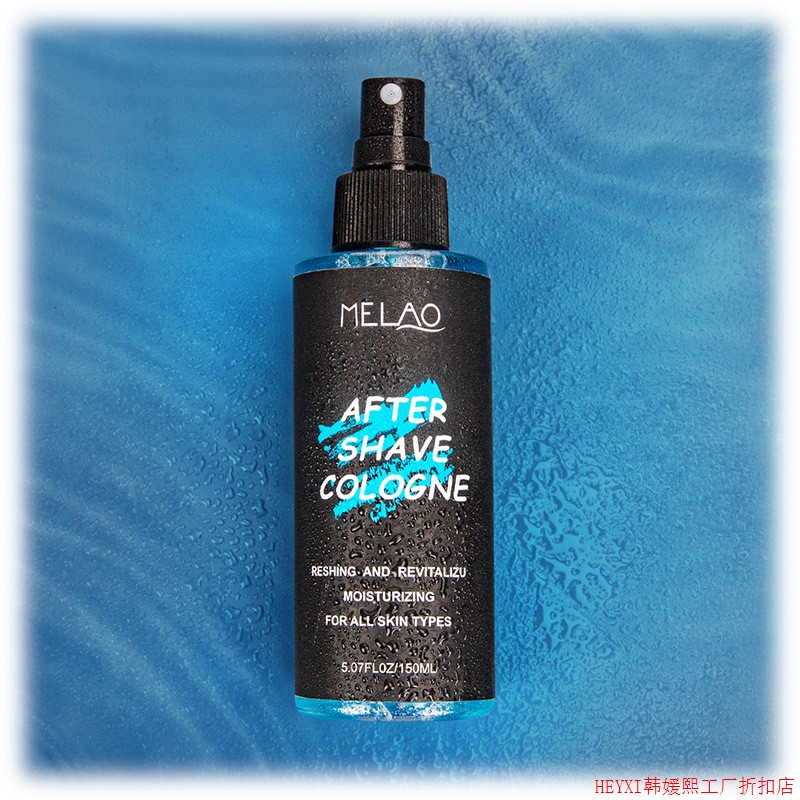 MELAO
AFTER
SHAVE
COLOGNE
RESHING AND REVITALIZU
MOISTURIZING
FOR ALL SKIN TYPES
5.07FL0Z/150ML
HEYXI韩媛熙工厂折扣店